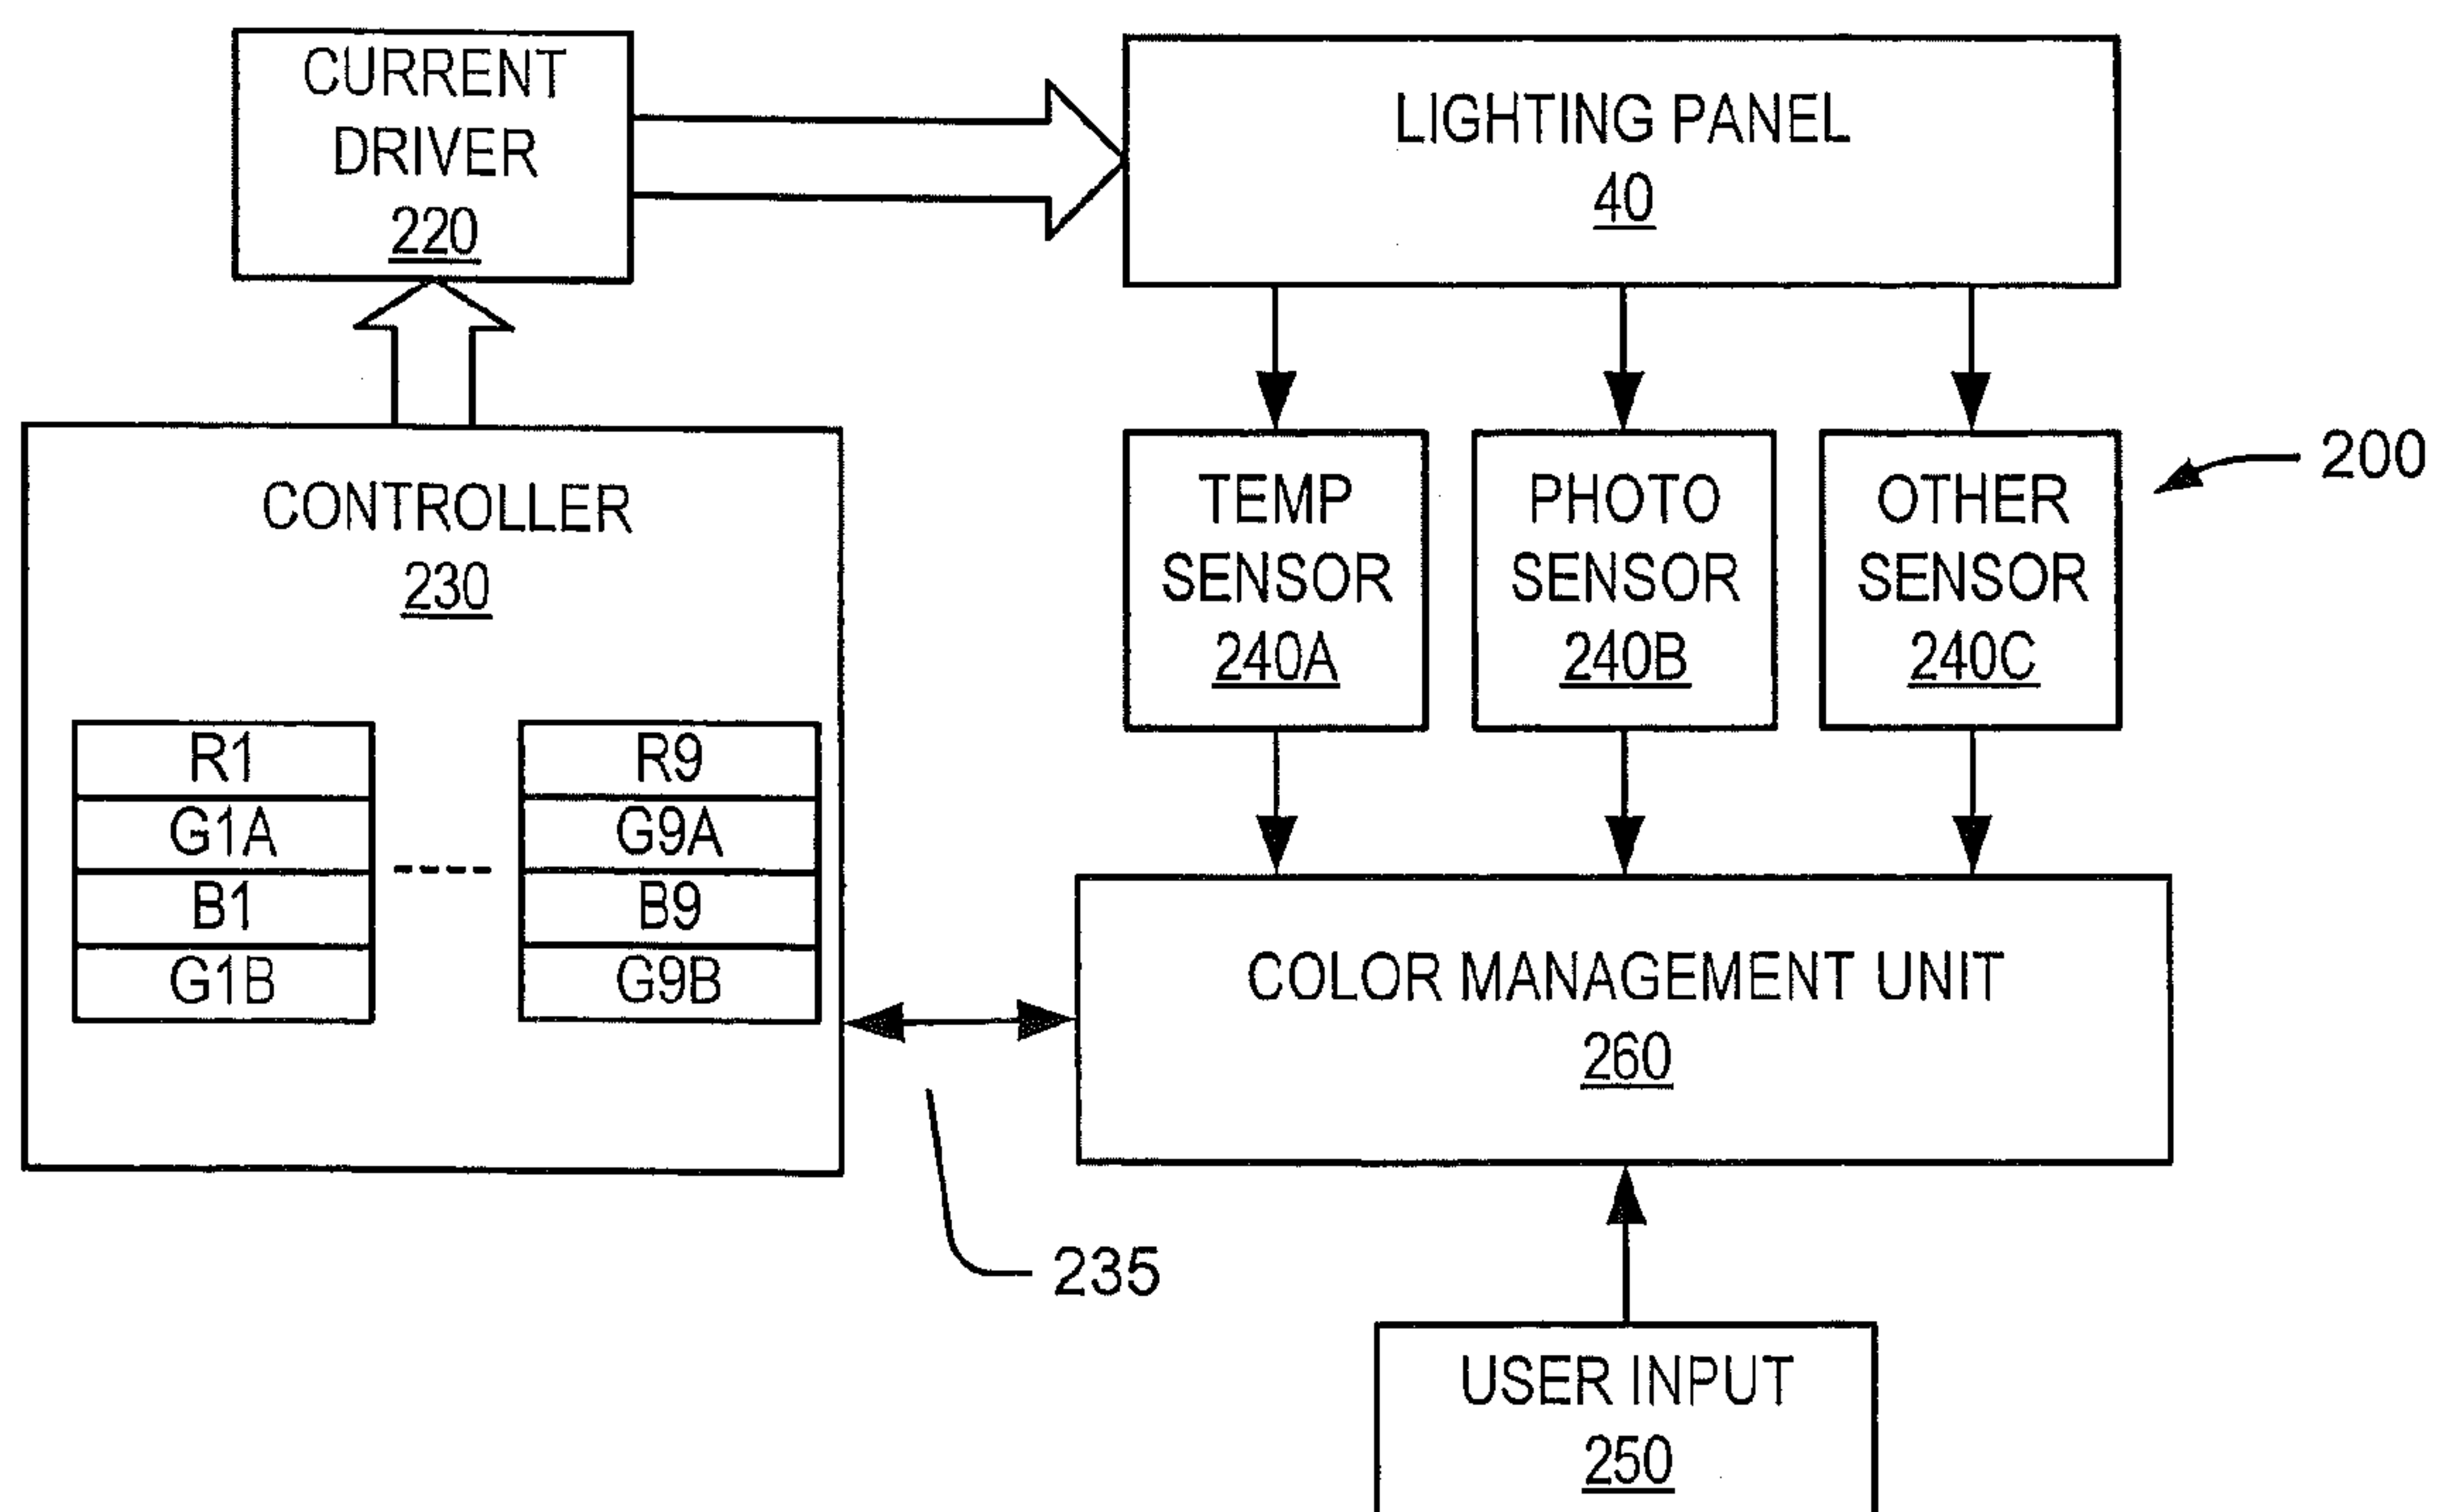 CURRENT
DRIVER
220
LIGHTING PANEL
40
CONTROLLER
230
R1
G1A
B1
G1B
R9
G9A
B9
G9B
TEMP
SENSOR
240A
PHOTO
SENSOR
240B
OTHER
SENSOR
240C
200
COLOR MANAGEMENT UNIT
260
235
USER INPUT
250